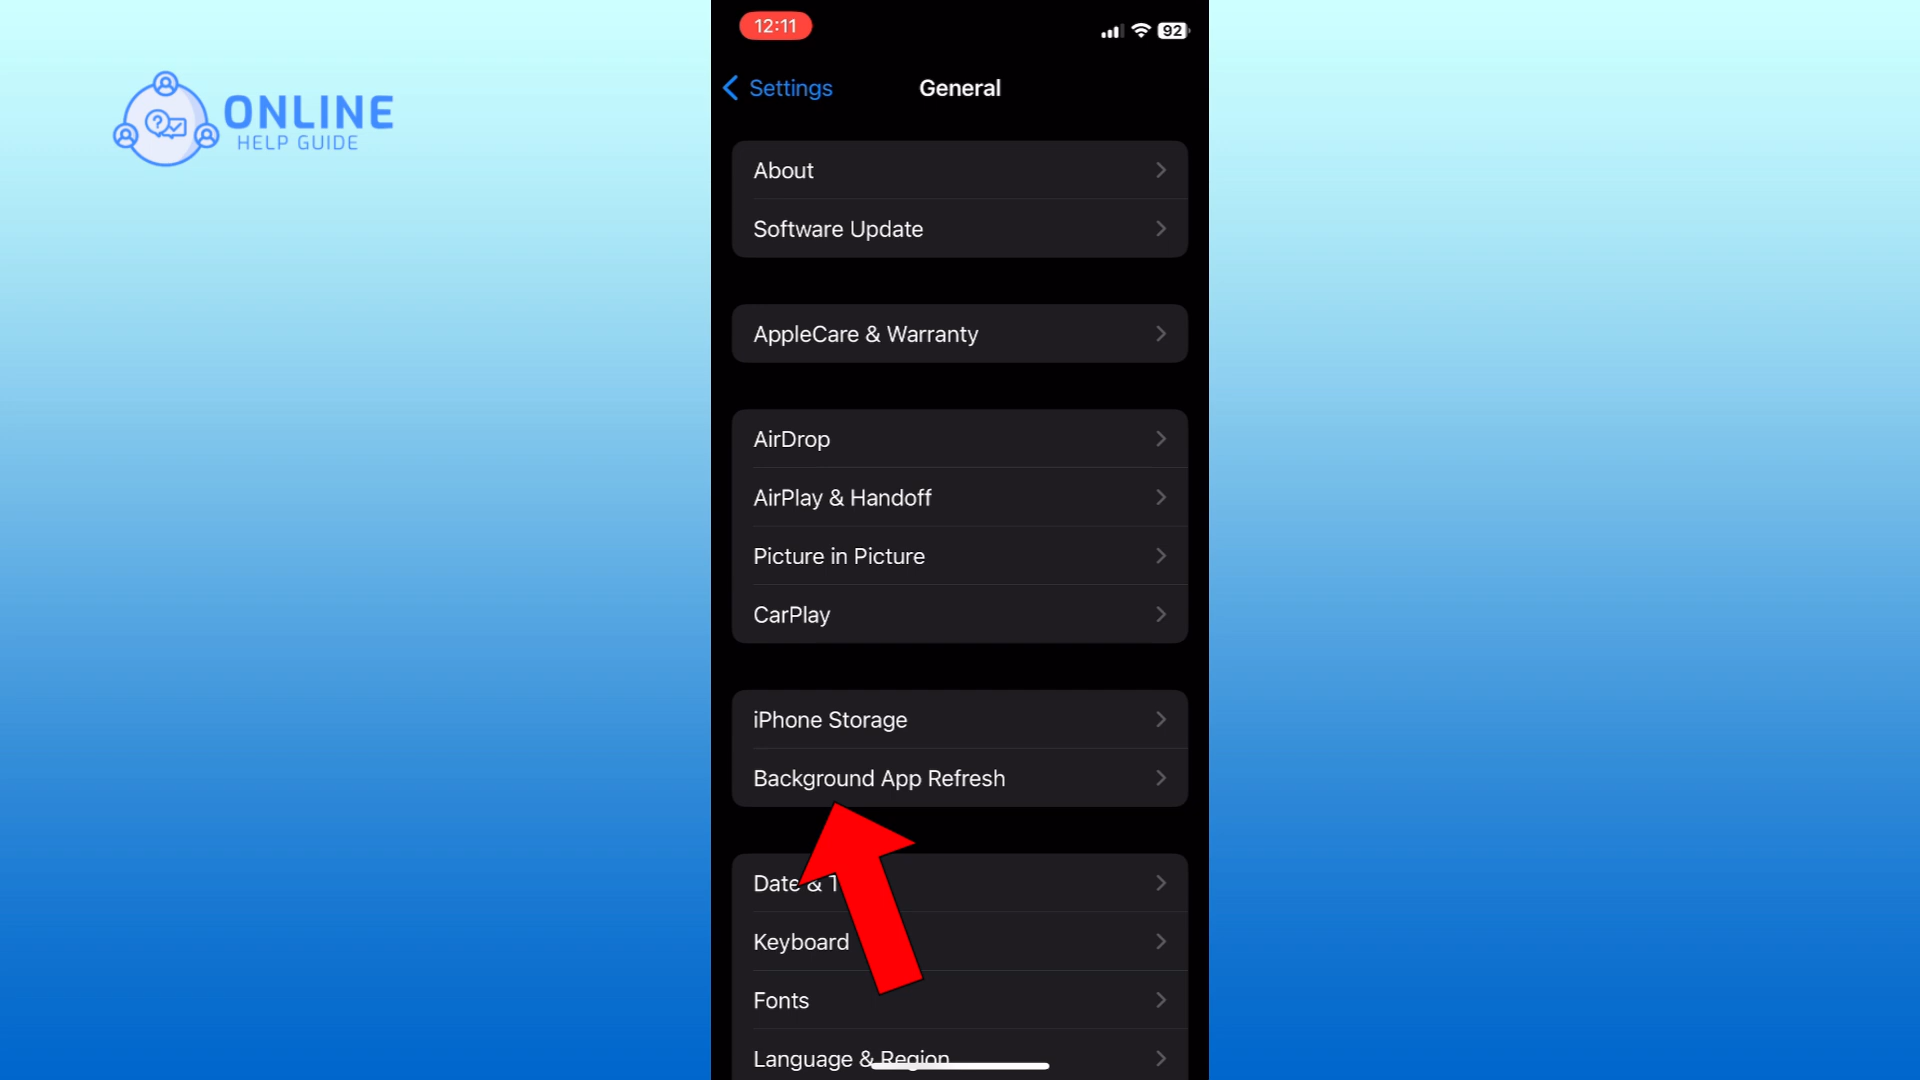 12:11
92
ONLINE
HELP GUIDE
Settings
General
About
Software Update
AppleCare & Warranty
AirDrop
AirPlay & Handoff
Picture in Picture
CarPlay
iPhone Storage
Background App Refresh
Date &
Keyboard
Fonts
Language & Region